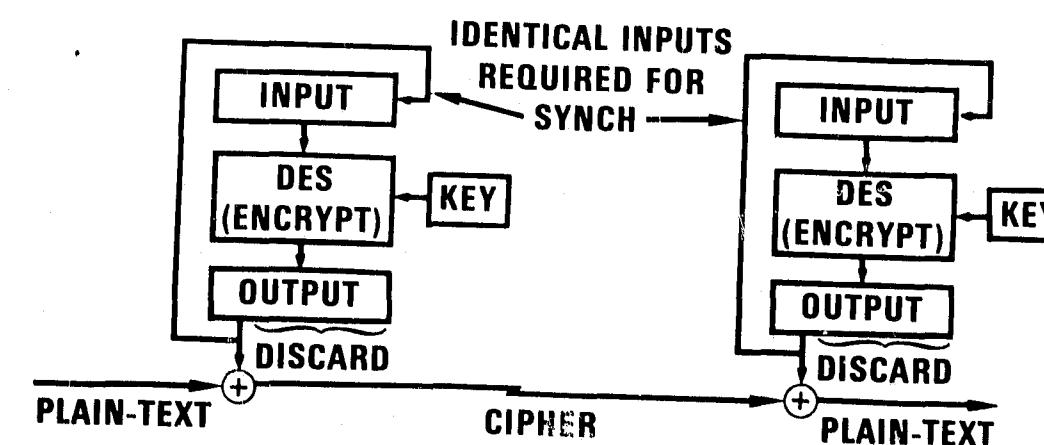 IDENTICAL INPUTS
REQUIRED FOR
SYNCH
INPUT
DES
(ENCRYPT)
KEY
OUTPUT
DISCARD
+
PLAIN-TEXT
CIPHER
INPUT
DES
(ENCRYPT)
KEY
OUTPUT
DISCARD
+
PLAIN-TEXT